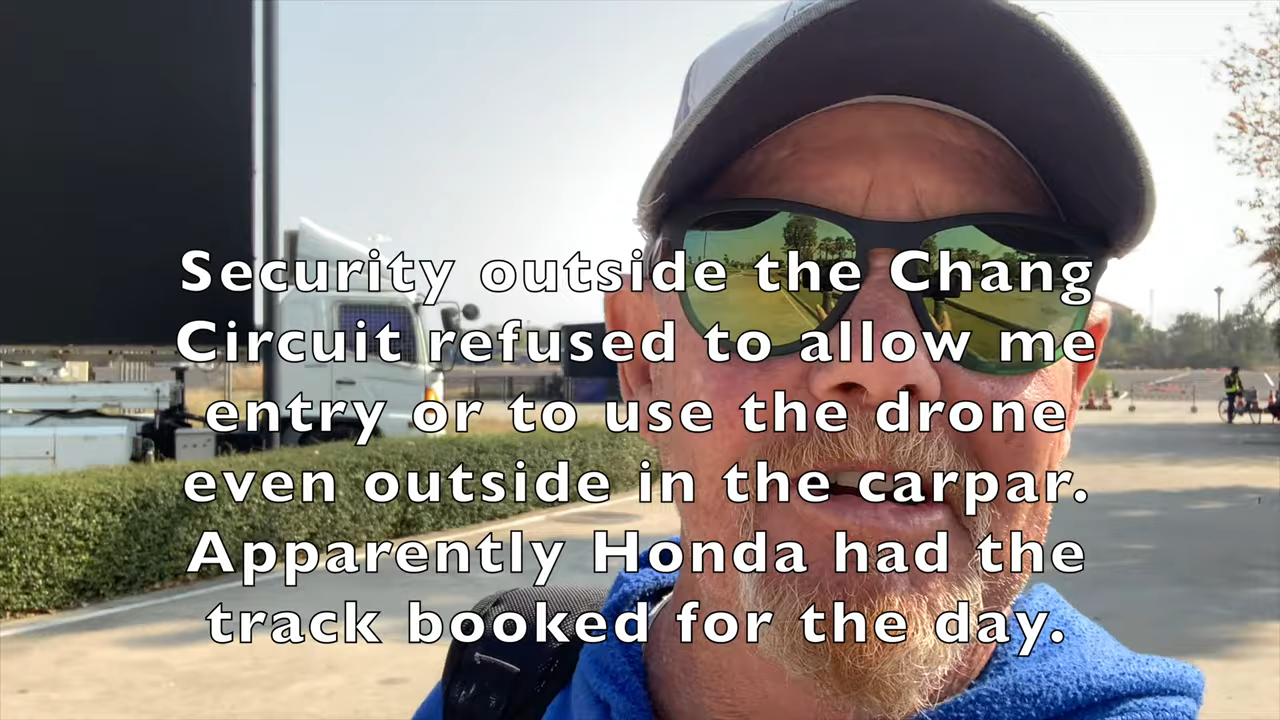 Security outside the Chang
Circuit refused to allow me
entry or to use the drone
even outside in the carpar.
Apparently Honda had the
track booked for the day.